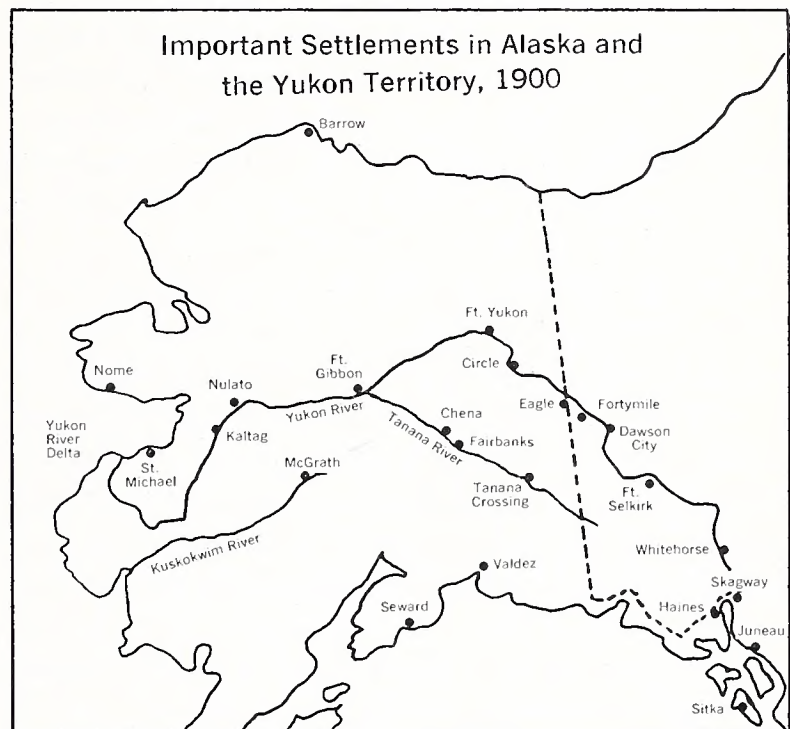 Important Settlements in Alaska and
the Yukon Territory, 1900
Barrow
Ft. Yukon
Ft.
Gibbon
Circle
Nome
Nulato
Yukon River
Eagle
Fortymile
Chena
Dawson
City
Yukon
River
Delta
Kaltag
Tanana River
Fairbanks
St.
Michael
McGrath
Tanana
Crossing
Ft.
Selkirk
Kuskokwim River
Whitehorse
Valdez
Skagway
Seward
Haines
Juneau
Sitka